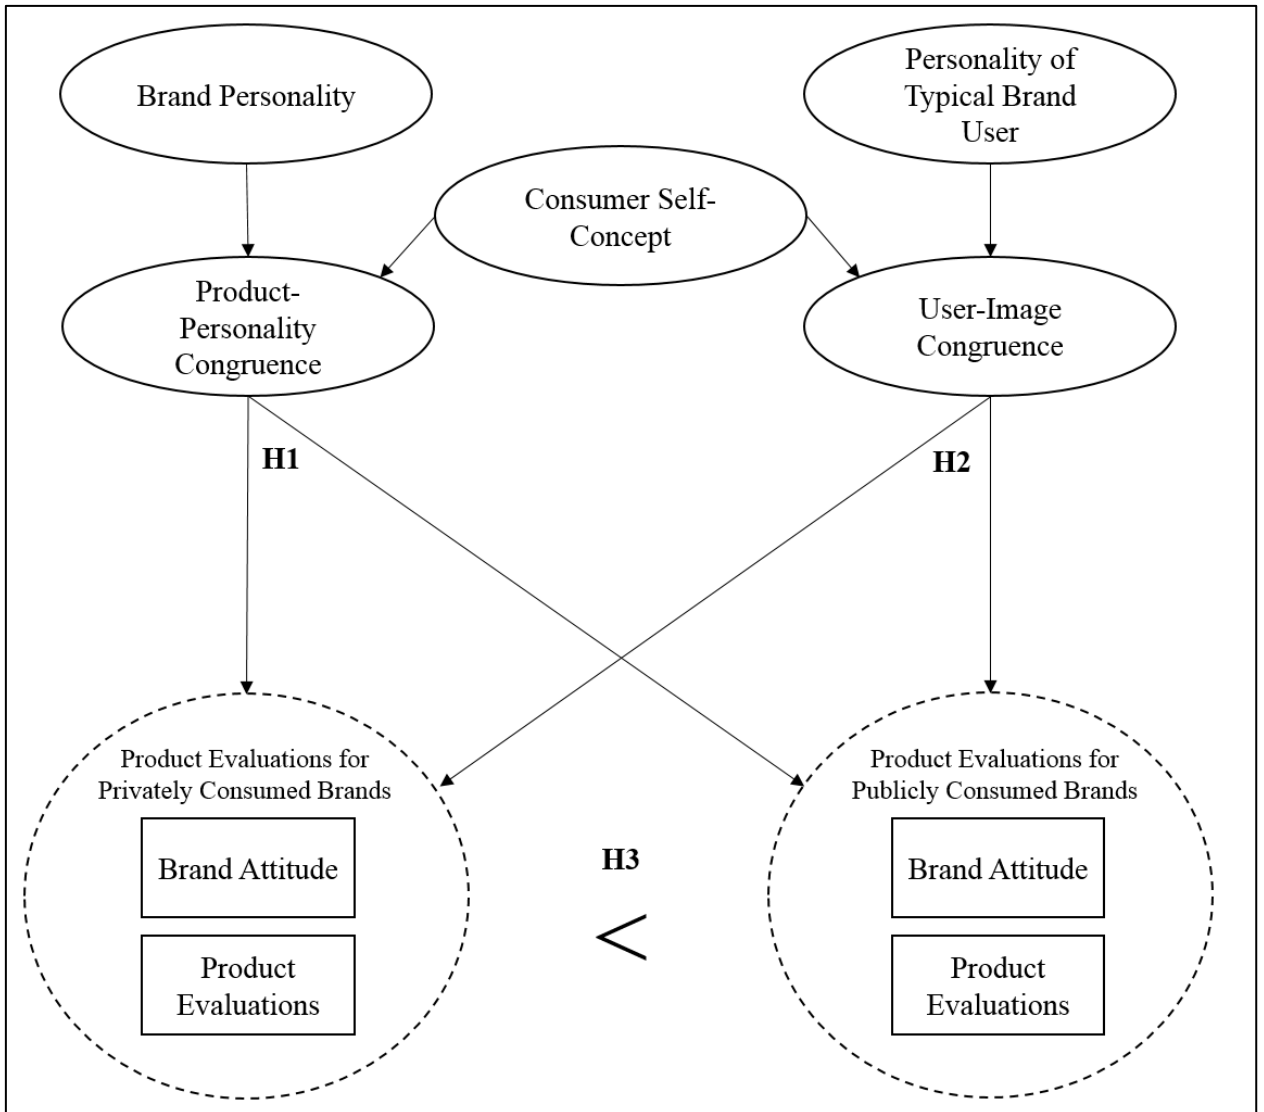 Brand Personality
Personality of
Typical Brand
User
Consumer Self-
Concept
Product-
Personality
Congruence
User-Image
Congruence
H1
H2
Product Evaluations for
Privately Consumed Brands
Brand Attitude
Product
Evaluations
H3
<
Product Evaluations for
Publicly Consumed Brands
Brand Attitude
Product
Evaluations